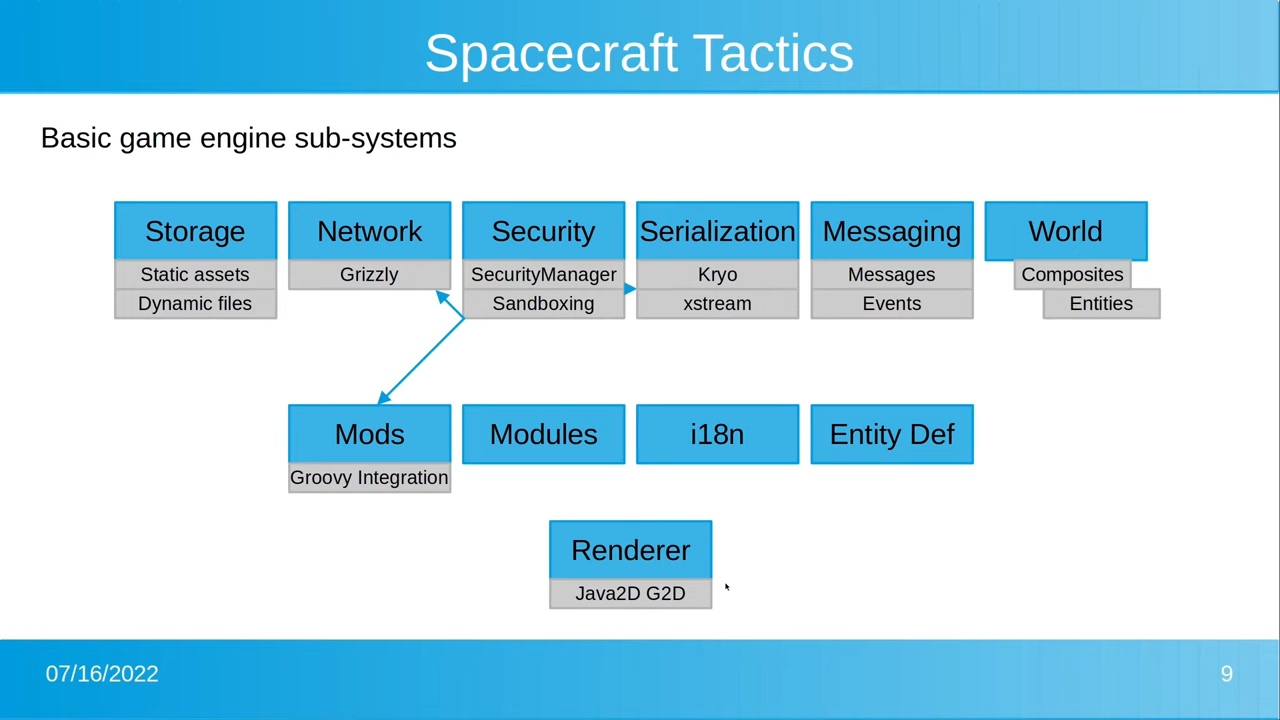 Spacecraft Tactics
Basic game engine sub-systems
Storage
Static assets
Dynamic files
Network
Grizzly
Security
SecurityManager
Sandboxing
Serialization
Kryo
xstream
Messaging
Messages
Events
World
Composites
Entities
Mods
Groovy Integration
Modules
i18n
Entity Def
Renderer
Java2D G2D
07/16/2022
9